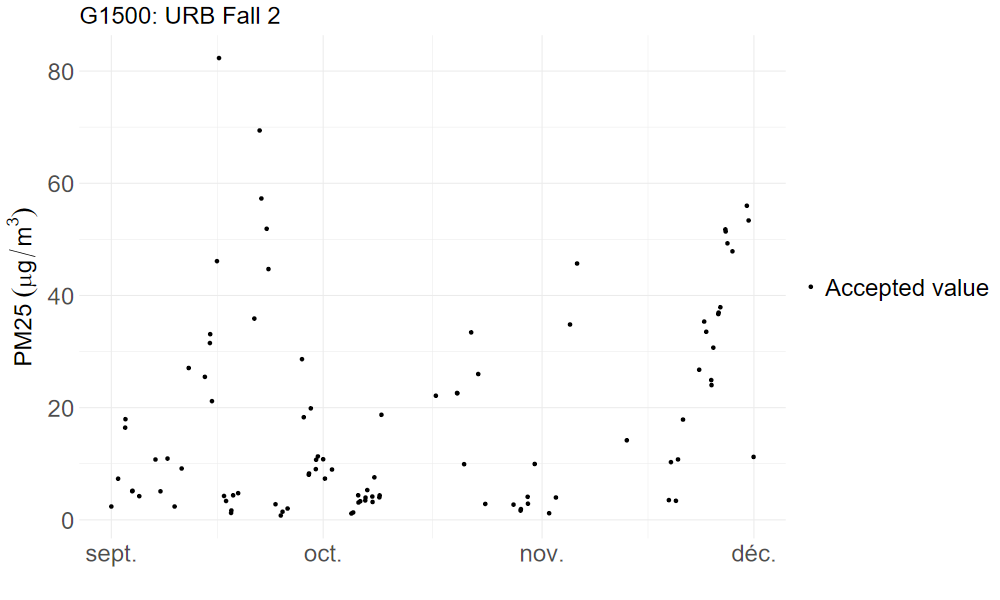 G1500: URB Fall 2
80
60
40
20
0
PM25 (μg/m³)
sept.
oct.
nov.
déc.
Accepted value